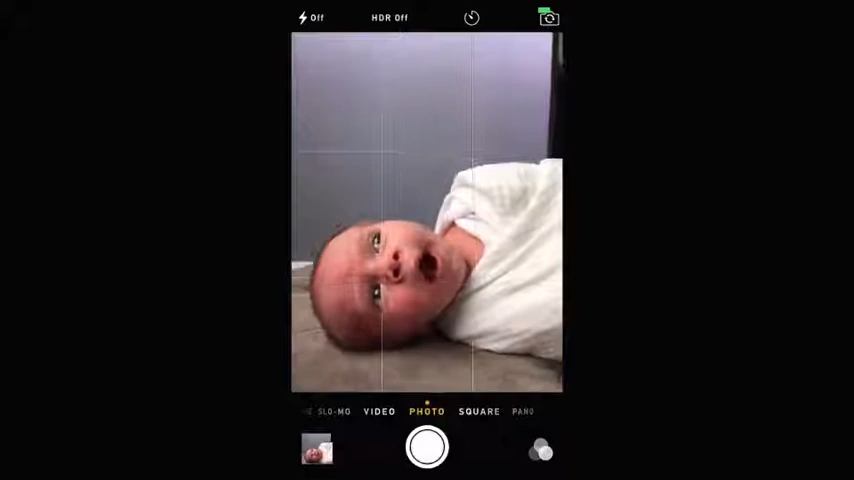 Off
HDR Off
SLO-MO VIDEO PHOTO SQUARE PANO